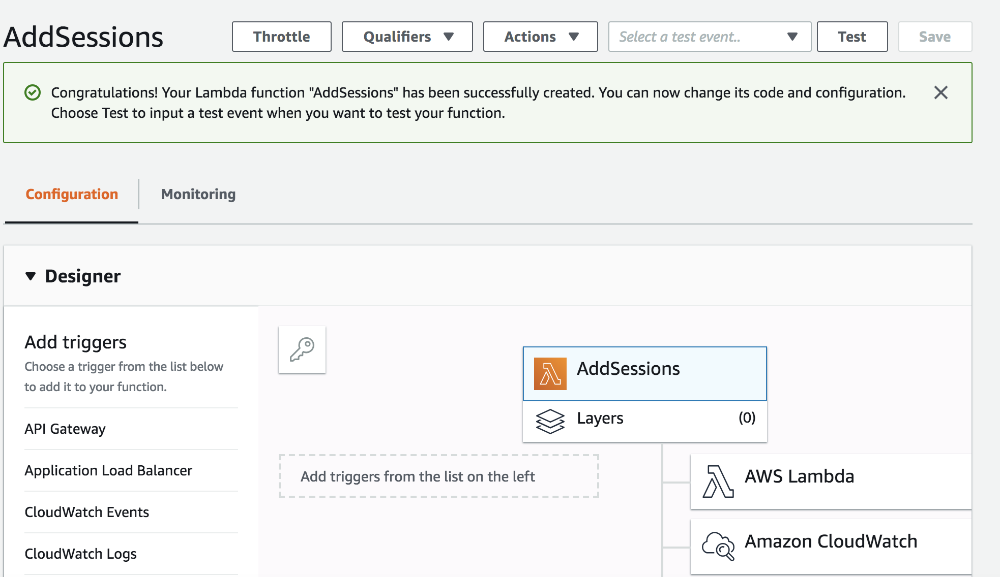 AddSessions
Throttle
Qualifiers
Actions
Select a test event..
Test
Save
Congratulations! Your Lambda function "AddSessions" has been successfully created. You can now change its code and configuration.
Choose Test to input a test event when you want to test your function.
Configuration
Monitoring
Designer
Add triggers
Choose a trigger from the list below
to add it to your function.
API Gateway
Application Load Balancer
CloudWatch Events
CloudWatch Logs
AddSessions
Layers (0)
Add triggers from the list on the left
AWS Lambda
Amazon CloudWatch